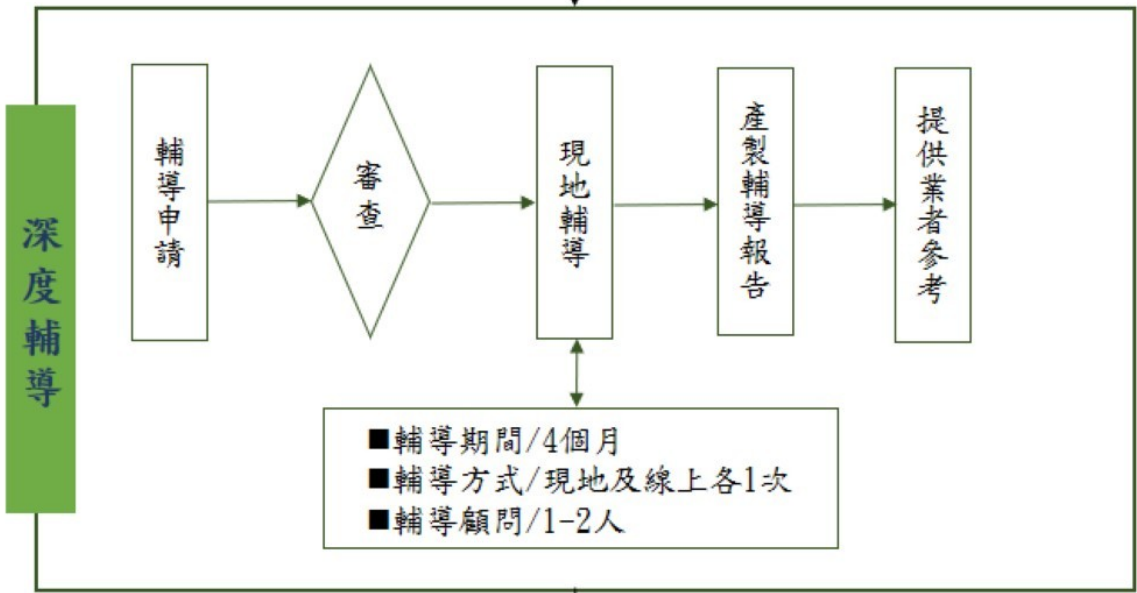 深度輔導
輔導申請
審查
現地輔導
產製輔導報告
提供業者參考
■輔導期間/4個月
■輔導方式/現地及線上各1次
■輔導顧問/1-2人